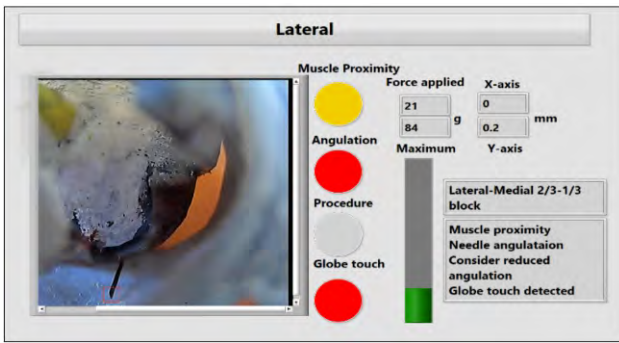 Lateral
Muscle Proximity
Angulation
Procedure
Globe touch
Force applied
21
84
g
Maximum
X-axis
0
0.2
mm
Y-axis
Lateral-Medial 2/3-1/3
block
Muscle proximity
Needle angulataion
Consider reduced
angulation
Globe touch detected